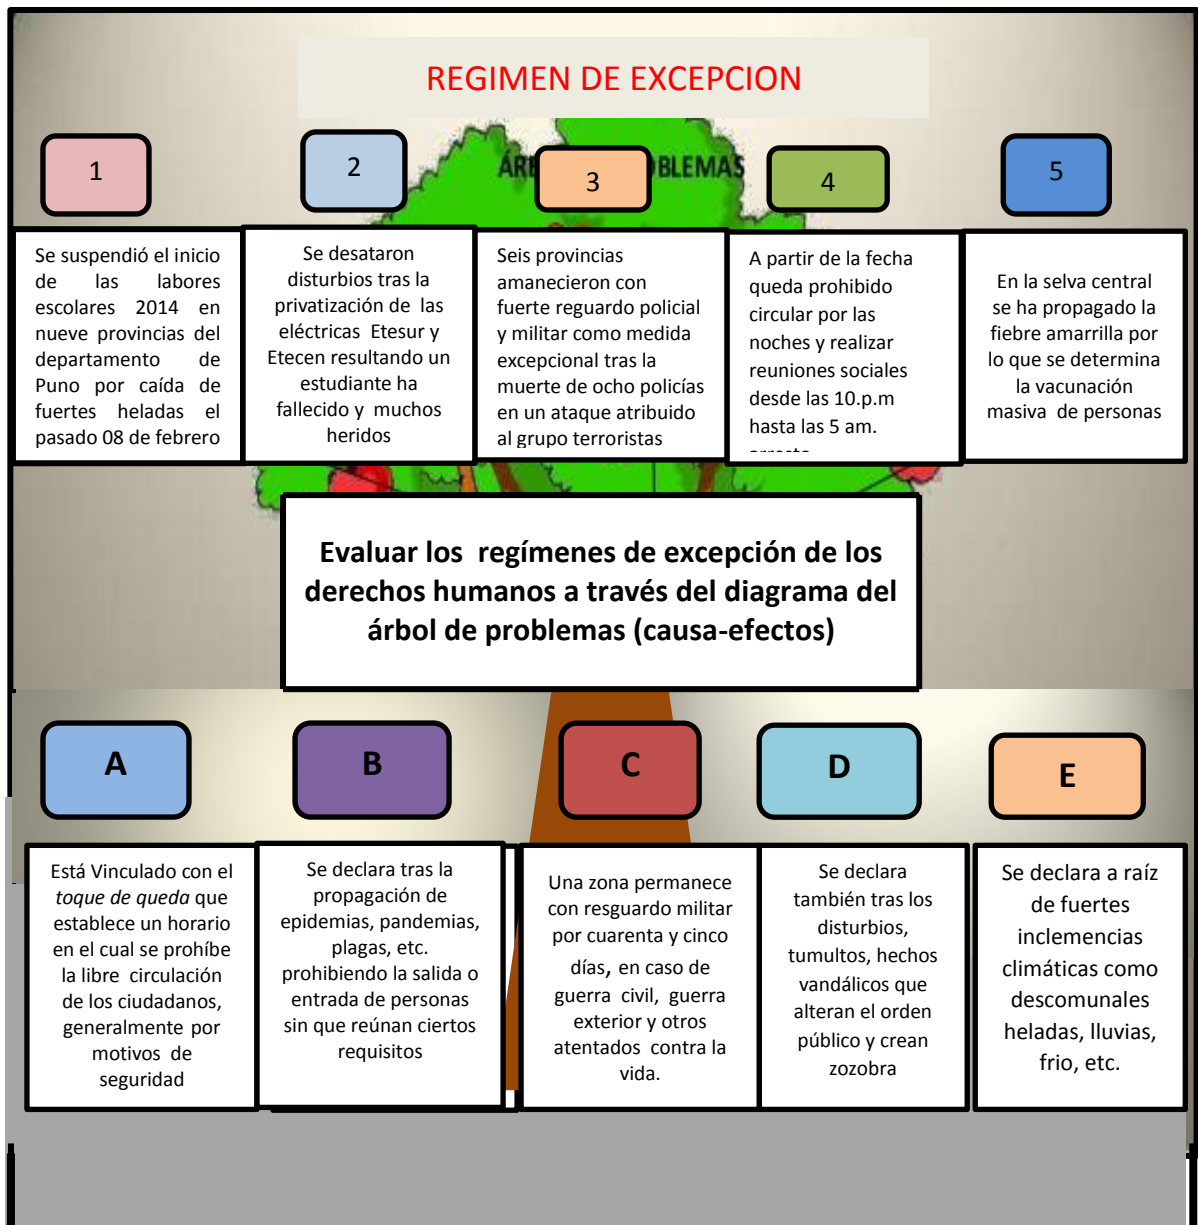 REGIMEN DE EXCEPCION
ÁRE
BLEMAS
1
2
3
4
5
Se suspendió el inicio
de las labores
escolares 2014 en
nueve provincias del
departamento de
Puno por caída de
fuertes heladas el
pasado 08 de febrero
Se desataron
disturbios tras la
privatización de las
eléctricas Etesur y
Etecen resultando un
estudiante ha
fallecido y muchos
heridos
Seis provincias
amanecieron con
fuerte reguardo policial
y militar como medida
excepcional tras la
muerte de ocho policías
en un ataque atribuido
al grupo terroristas
A partir de la fecha
queda prohibido
circular por las
noches y realizar
reuniones sociales
desde las 10.p.m
hasta las 5 am.
En la selva central
se ha propagado la
fiebre amarrilla por
lo que se determina
la vacunación
masiva de personas
Evaluar los regímenes de excepción de los
derechos humanos a través del diagrama del
árbol de problemas (causa-efectos)
A
B
C
D
E
Está Vinculado con el
toque de queda que
establece un horario
en el cual se prohíbe
la libre circulación
de los ciudadanos,
generalmente por
motivos de
seguridad
Se declara tras la
propagación de
epidemias, pandemias,
plagas, etc.
prohibiendo la salida o
entrada de personas
sin que reúnan ciertos
requisitos
Una zona permanece
con resguardo militar
por cuarenta y cinco
días, en caso de
guerra civil, guerra
exterior y otros
atentados contra la
vida.
Se declara
también tras los
disturbios,
tumultos, hechos
vandálicos que
alteran el orden
público y crean
zozobra
Se declara a raíz
de fuertes
inclemencias
climáticas como
descomunales
heladas, lluvias,
frio, etc.